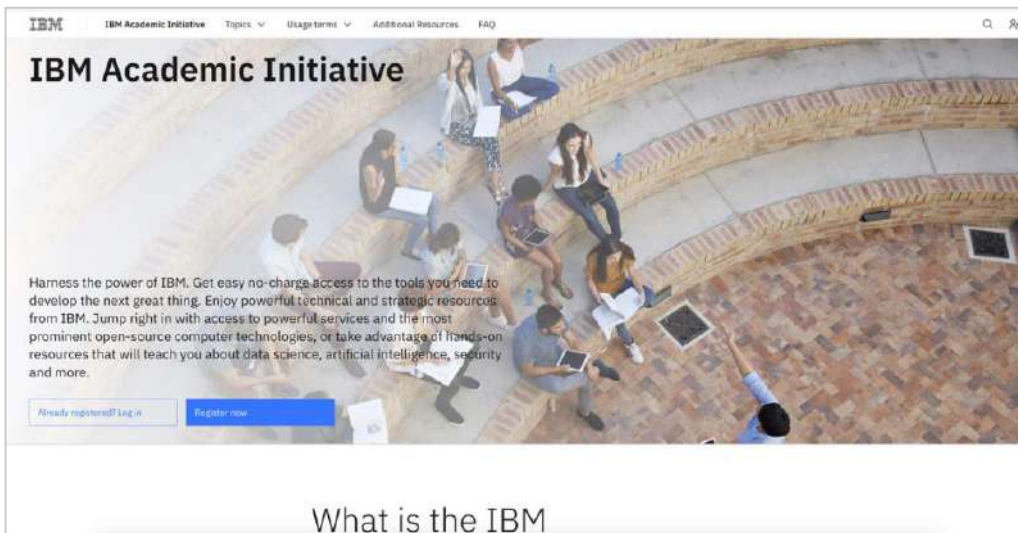 IBM
IBM Academic Initiative Topics Usage terms Additional Resources FAQ
IBM Academic Initiative
Harness the power of IBM. Get easy no-charge access to the tools you need to
develop the next great thing. Enjoy powerful technical and strategic resources
from IBM. Jump right in with access to powerful services and the most
prominent open-source computer technologies, or take advantage of hands-on
resources that will teach you about data science, artificial intelligence, security
and more.
Already registered? Log in Register now
What is the IBM